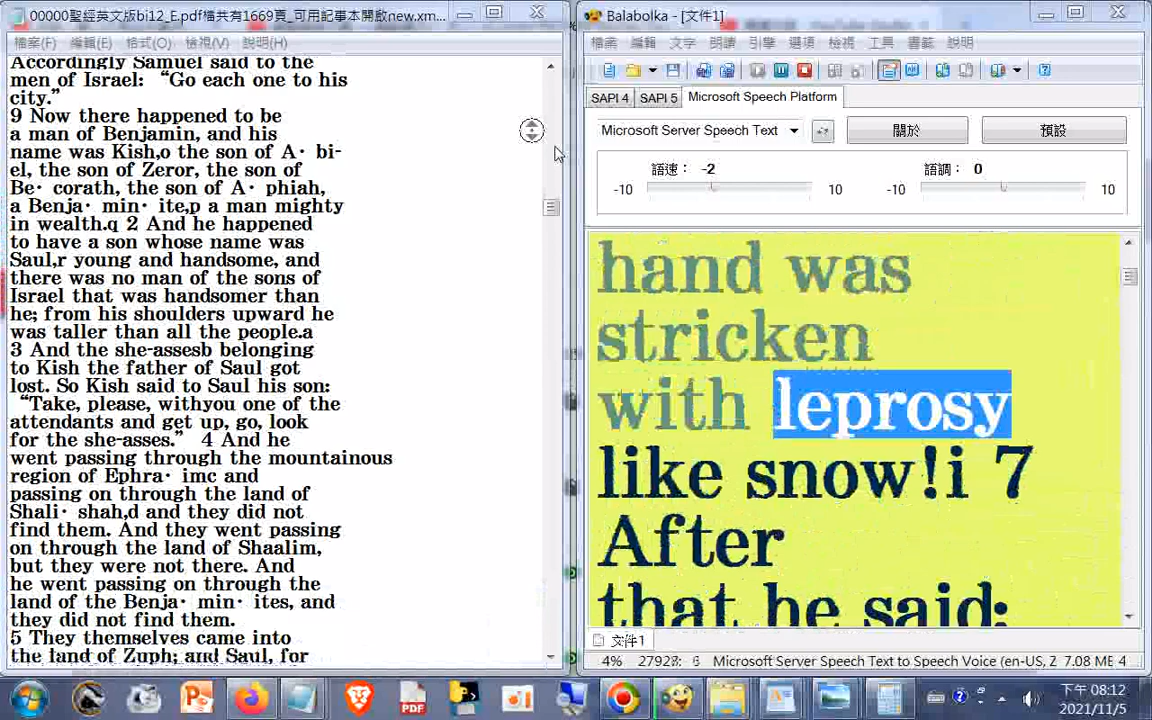 00000聖經英文版bi12_E.pdf檔共有1669頁_可用記事本開啟new.xm...
檔案(F) 編輯(E) 格式(O) 檢視(V) 說明(H)
Accordingly Samuel said to the
men of Israel: “Go each one to his
city.”
9 Now there happened to be
a man of Benjamin, and his
name was Kish,o the son of A· bi-
el, the son of Zeror, the son of
Be· corath, the son of A· phiah,
a Benja· min· ite,p a man mighty
in wealth.q 2 And he happened
to have a son whose name was
Saul,r young and handsome, and
there was no man of the sons of
Israel that was handsomer than
he; from his shoulders upward he
was taller than all the people.a
3 And the she-assesb belonging
to Kish the father of Saul got
lost. So Kish said to Saul his son:
“Take, please, withyou one of the
attendants and get up, go, look
for the she-asses.” 4 And he
went passing through the mountainous
region of Ephra· imc and
passing on through the land of
Shali· shah,d and they did not
find them. And they went passing
on through the land of Shaalim,
but they were not there. And
he went passing on through the
land of the Benja· min· ites, and
they did not find them.
5 They themselves came into
the land of Zuph; and Saul, for
Balabolka - [文件1]
檔案 編輯 文字 朗讀 引擎 選項 檢視 工具 書籤 說明
SAPI 4 SAPI 5 Microsoft Speech Platform
Microsoft Server Speech Text 關於 預設
語速： -2 語調： 0
-10 10 -10 10
hand was
stricken
with leprosy
like snow!i 7
After
that he said:
文件1
4% Microsoft Server Speech Text to Speech Voice (en-US, Z 7.08 MB 4
下午 08:12
2021/11/5